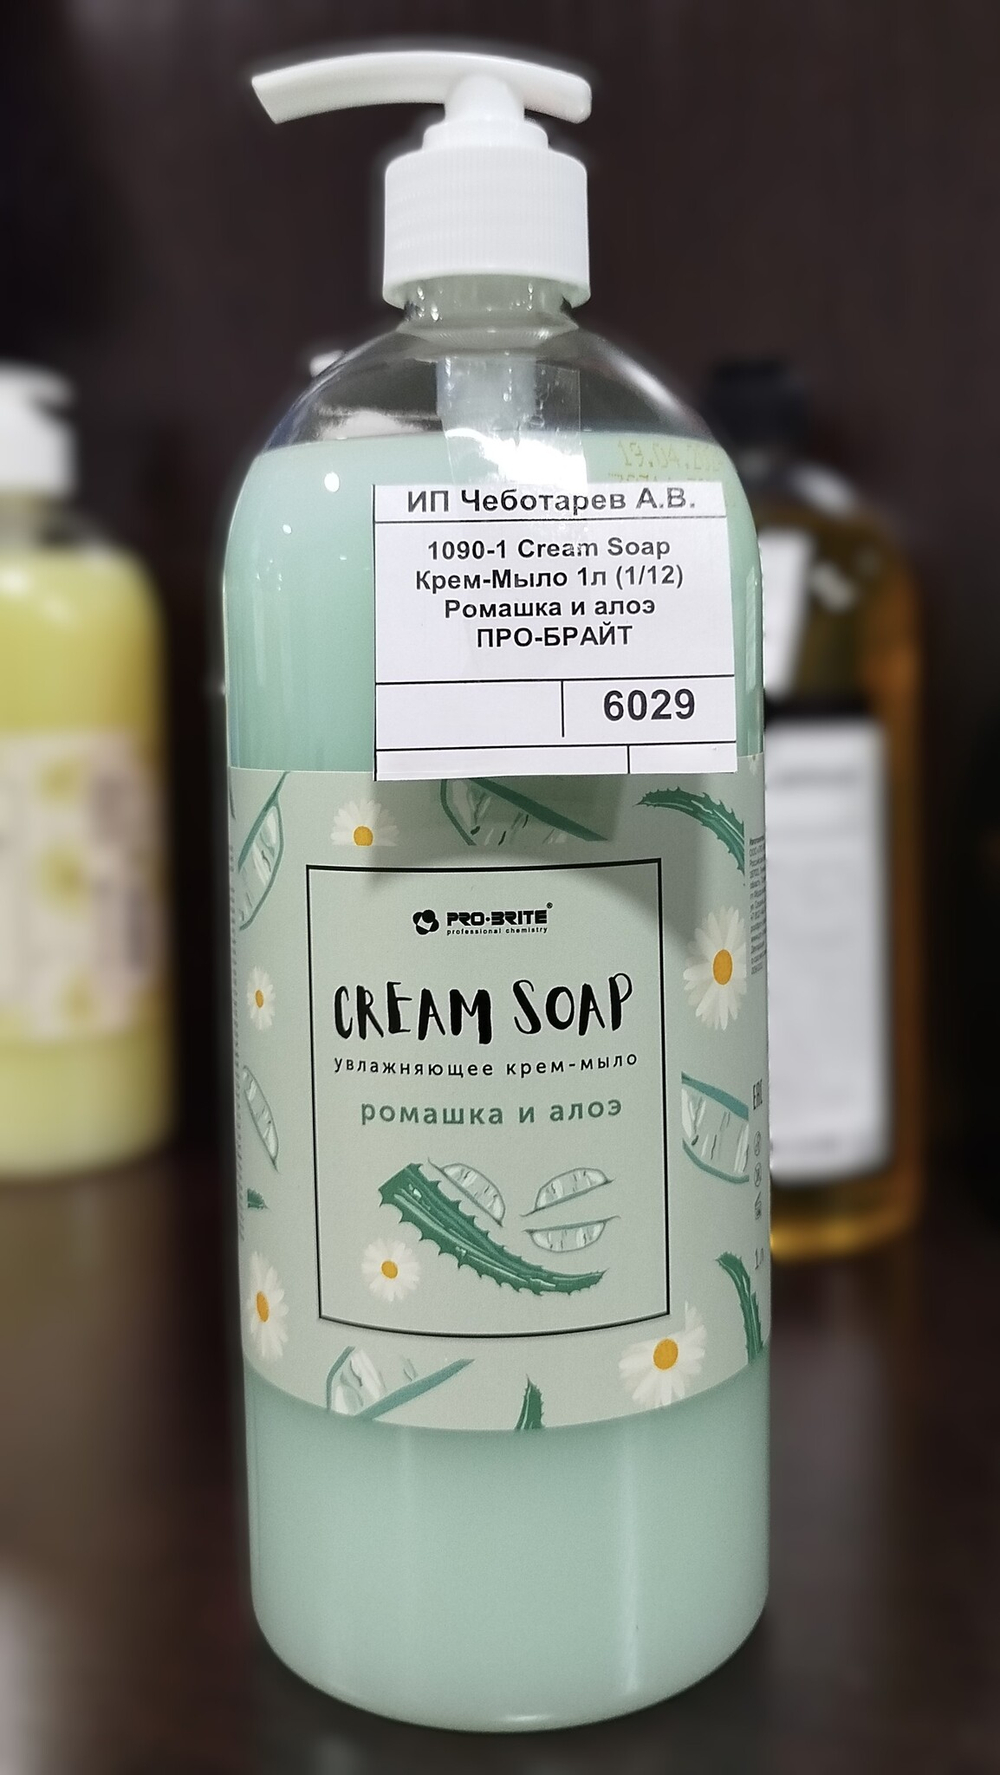 ИП Чеботарев А.В.
1090-1 Cream Soap
Крем-Мыло 1л (1/12)
Ромашка и алоэ
ПРО-БРАЙТ
6029
PRO-BRITE®
professional chemistry
CREAM SOAP
увлажняющее крем-мыло
ромашка и алоэ
EAC